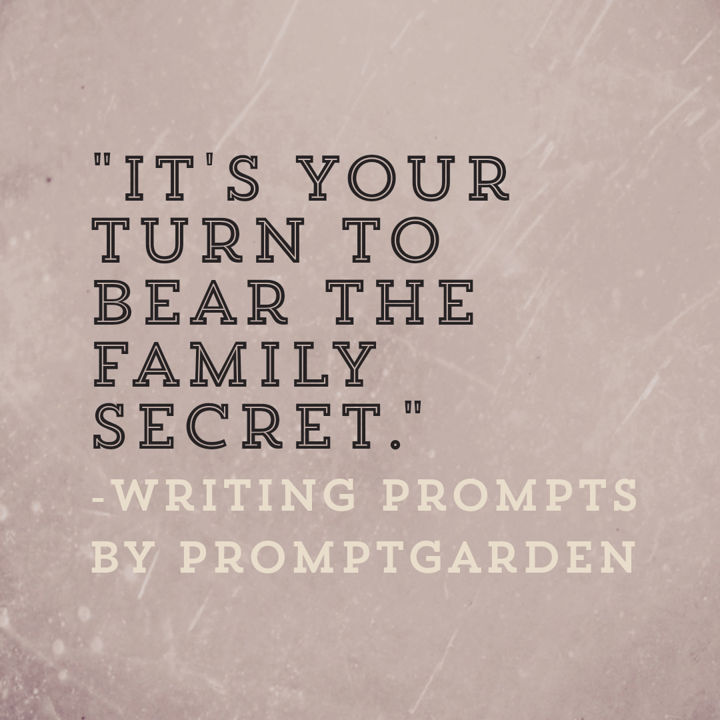 "IT'S YOUR
TURN TO
BEAR THE
FAMILY
SECRET."
-WRITING PROMPTS
BY PROMPTGARDEN